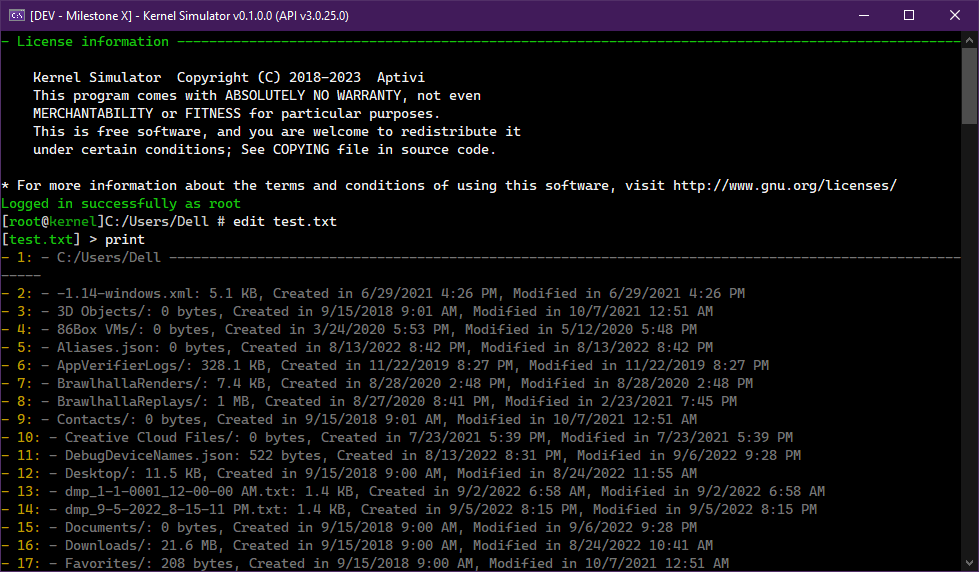 [DEV - Milestone X] - Kernel Simulator v0.1.0.0 (API v3.0.25.0)
- License information ----------------------------------------------------------------------------------------------------
Kernel Simulator  Copyright (C) 2018-2023  Aptivi
This program comes with ABSOLUTELY NO WARRANTY, not even
MERCHANTABILITY or FITNESS for particular purposes.
This is free software, and you are welcome to redistribute it
under certain conditions; See COPYING file in source code.
* For more information about the terms and conditions of using this software, visit http://www.gnu.org/licenses/
Logged in successfully as root
[root@kernel]C:/Users/Dell # edit test.txt
[test.txt] > print
- 1: - C:/Users/Dell ---------------------------------------------------------------------------------------------------
-----
- 2: - -1.14-windows.xml: 5.1 KB, Created in 6/29/2021 4:26 PM, Modified in 6/29/2021 4:26 PM
- 3: - 3D Objects/: 0 bytes, Created in 9/15/2018 9:01 AM, Modified in 10/7/2021 12:51 AM
- 4: - 86Box VMs/: 0 bytes, Created in 3/24/2020 5:53 PM, Modified in 5/12/2020 5:48 PM
- 5: - Aliases.json: 0 bytes, Created in 8/13/2022 8:42 PM, Modified in 8/13/2022 8:42 PM
- 6: - AppVerifierLogs/: 328.1 KB, Created in 11/22/2019 8:27 PM, Modified in 11/22/2019 8:27 PM
- 7: - BrawlhallaRenders/: 7.4 KB, Created in 8/28/2020 2:48 PM, Modified in 8/28/2020 2:48 PM
- 8: - BrawlhallaReplays/: 1 MB, Created in 8/27/2020 8:41 PM, Modified in 2/23/2021 7:45 PM
- 9: - Contacts/: 0 bytes, Created in 9/15/2018 9:01 AM, Modified in 10/7/2021 12:51 AM
- 10: - Creative Cloud Files/: 0 bytes, Created in 7/23/2021 5:39 PM, Modified in 7/23/2021 5:39 PM
- 11: - DebugDeviceNames.json: 522 bytes, Created in 8/13/2022 8:31 PM, Modified in 9/6/2022 9:28 PM
- 12: - Desktop/: 11.5 KB, Created in 9/15/2018 9:00 AM, Modified in 8/24/2022 11:55 AM
- 13: - dmp_1-1-0001_12-00-00 AM.txt: 1.4 KB, Created in 9/2/2022 6:58 AM, Modified in 9/2/2022 6:58 AM
- 14: - dmp_9-5-2022_8-15-11 PM.txt: 1.4 KB, Created in 9/5/2022 8:15 PM, Modified in 9/5/2022 8:15 PM
- 15: - Documents/: 0 bytes, Created in 9/15/2018 9:00 AM, Modified in 9/6/2022 9:28 PM
- 16: - Downloads/: 21.6 MB, Created in 9/15/2018 9:00 AM, Modified in 8/24/2022 10:41 AM
- 17: - Favorites/: 208 bytes, Created in 9/15/2018 9:00 AM, Modified in 10/7/2021 12:51 AM